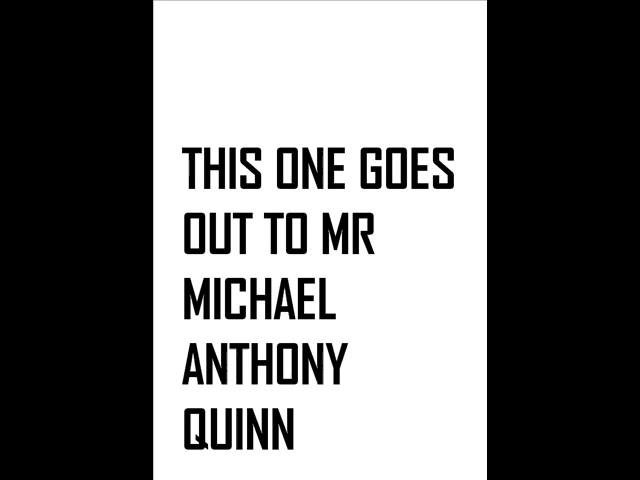 THIS ONE GOES
OUT TO MR
MICHAEL
ANTHONY
QUINN